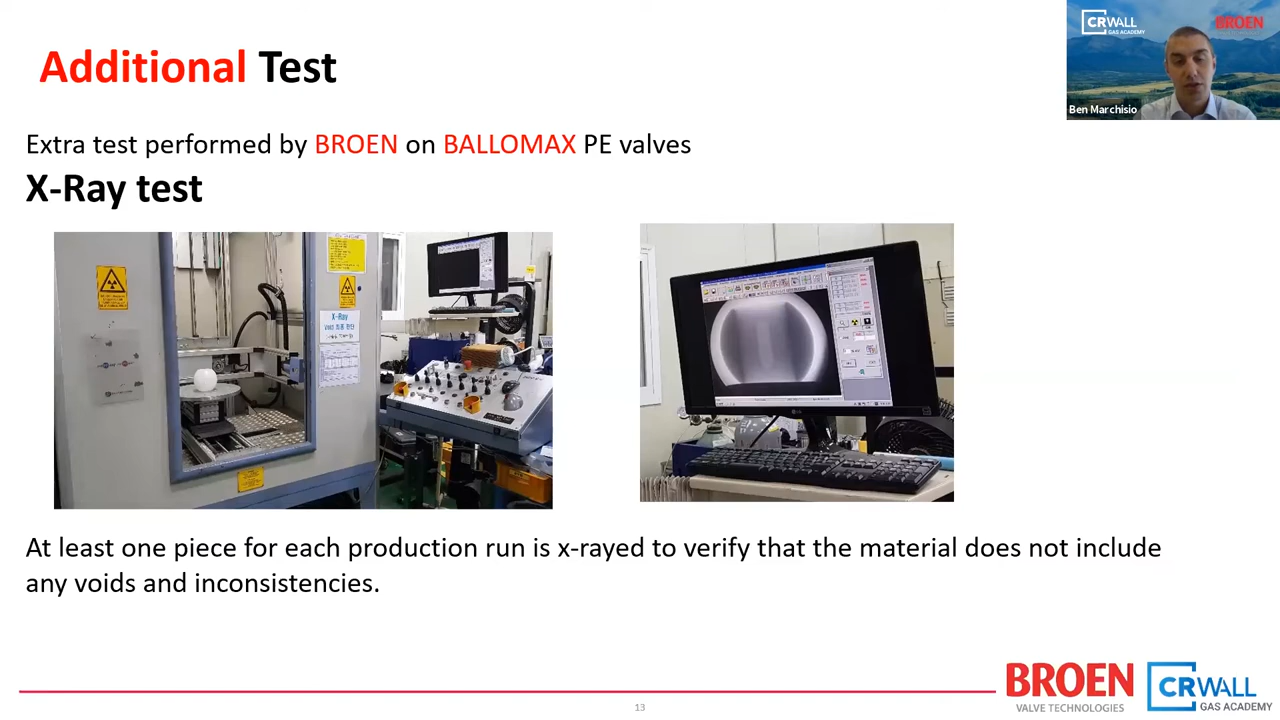 Additional Test
CRWALL
GAS ACADEMY
BROEN
Ben Marchisio
Extra test performed by BROEN on BALLOMAX PE valves
X-Ray test
X-Ray
At least one piece for each production run is x-rayed to verify that the material does not include
any voids and inconsistencies.
BROEN
VALVE TECHNOLOGIES
CRWALL
GAS ACADEMY
13